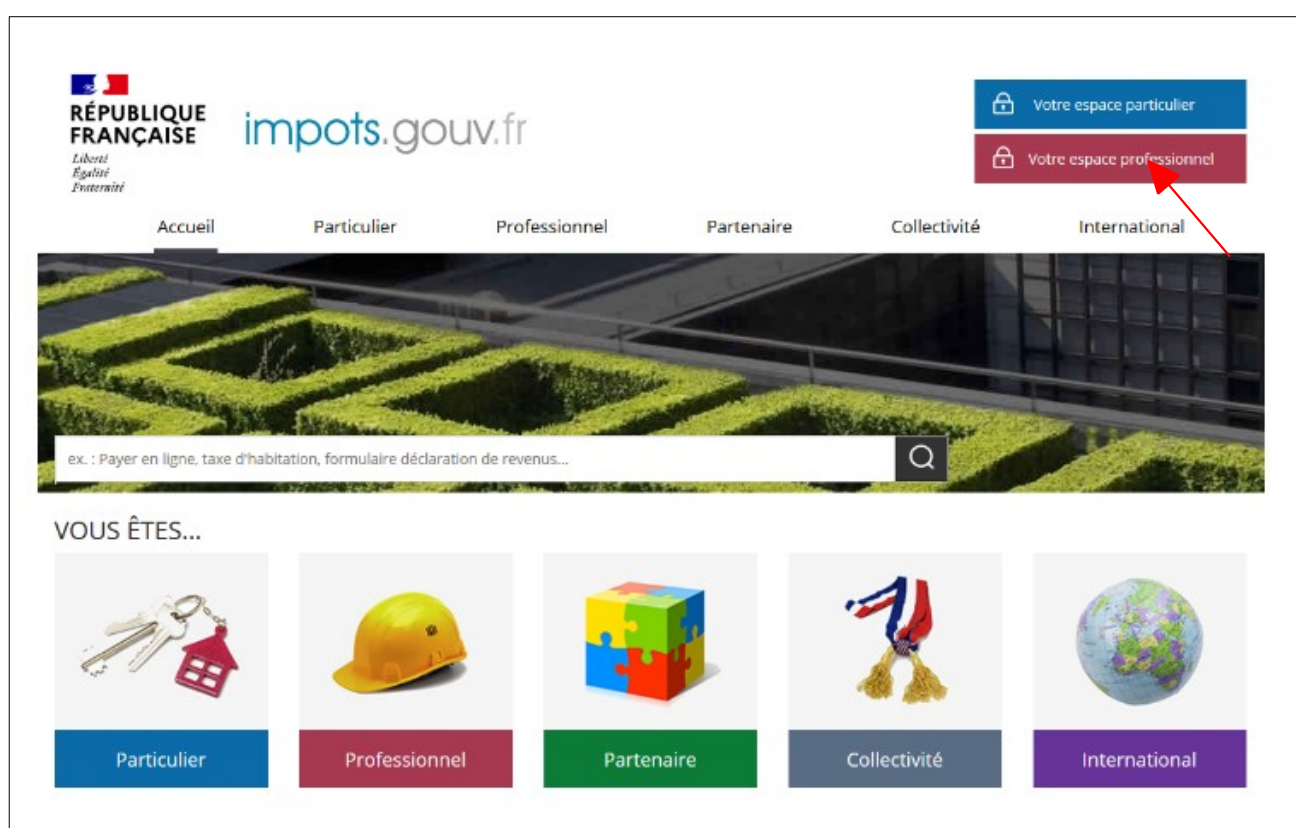 RÉPUBLIQUE
FRANÇAISE
Liberté
Égalité
Fraternité
impots.gouv.fr
Votre espace particulier
Votre espace professionnel
Accueil Particulier Professionnel Partenaire Collectivité International
ex. : Payer en ligne, taxe d'habitation, formulaire déclaration de revenus...
VOUS ÊTES...
Particulier Professionnel Partenaire Collectivité International